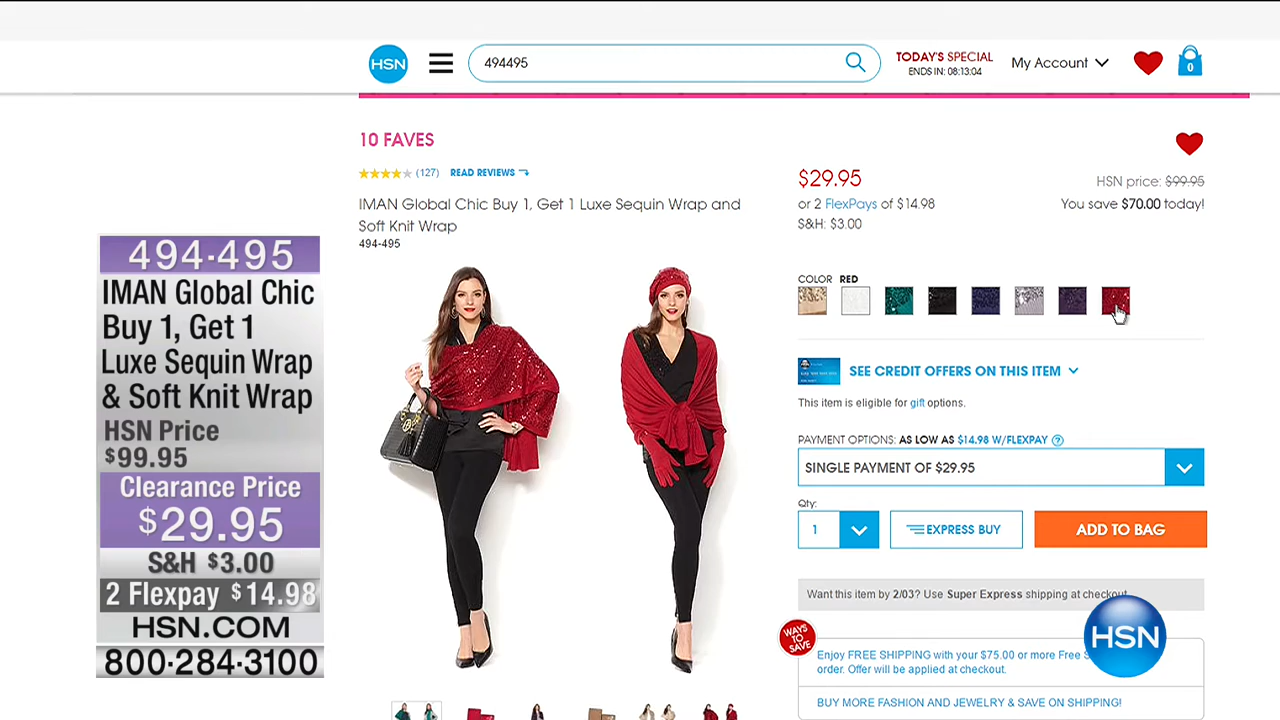 HSN
494495
TODAY'S SPECIAL
ENDS IN: 08:13:04
My Account
0
10 FAVES
(127) READ REVIEWS
IMAN Global Chic Buy 1, Get 1 Luxe Sequin Wrap and
Soft Knit Wrap
494-495
$29.95
HSN price: $99.95
or 2 FlexPays of $14.98
You save $70.00 today!
S&H: $3.00
COLOR RED
SEE CREDIT OFFERS ON THIS ITEM
This item is eligible for gift options.
PAYMENT OPTIONS: AS LOW AS $14.98 W/FLEXPAY ?
SINGLE PAYMENT OF $29.95
Qty:
1
EXPRESS BUY
ADD TO BAG
Want this item by 2/03? Use Super Express shipping at checkout.
WAYS
TO
SAVE
Enjoy FREE SHIPPING with your $75.00 or more Free S
order. Offer will be applied at checkout.
BUY MORE FASHION AND JEWELRY & SAVE ON SHIPPING!
HSN
494-495
IMAN Global Chic
Buy 1, Get 1
Luxe Sequin Wrap
& Soft Knit Wrap
HSN Price
$99.95
Clearance Price
$29.95
S&H $3.00
2 Flexpay $14.98
HSN.COM
800-284-3100